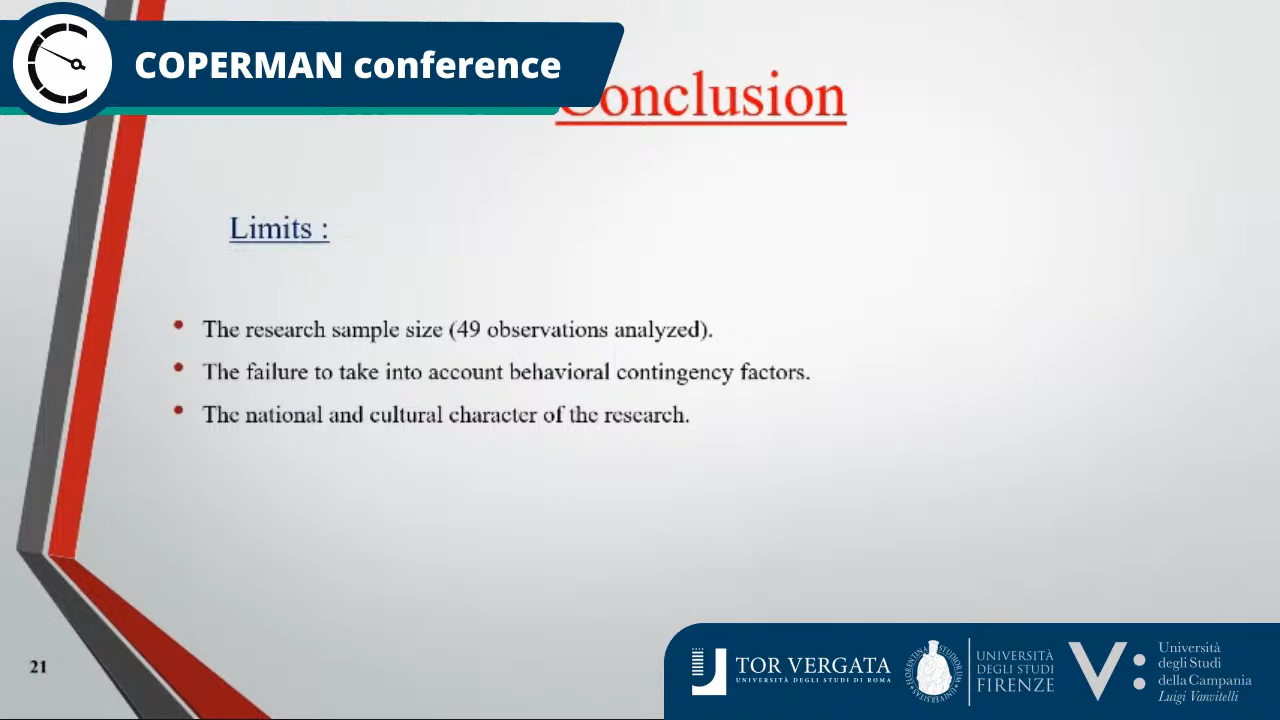 COPERMAN conference
Conclusion
Limits :
• The research sample size (49 observations analyzed).
• The failure to take into account behavioral contingency factors.
• The national and cultural character of the research.
21
TOR VERGATA
UNIVERSITÀ DEGLI STUDI DI ROMA
UNIVERSITÀ
DEGLI STUDI
FIRENZE
V:
Università
degli Studi
della Campania
Luigi Vanvitelli